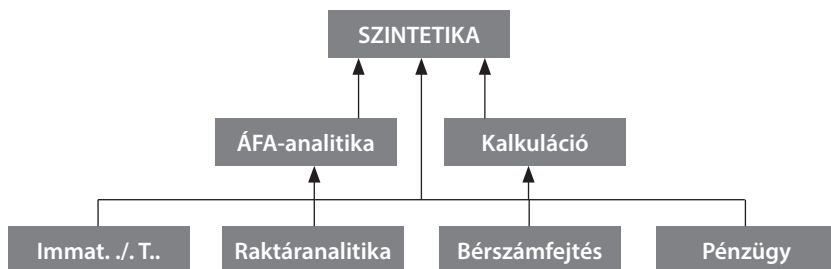 SZINTETIKA
ÁFA-analitika
Kalkuláció
Immat. ./. T..
Raktáranalitika
Bérszámfejtés
Pénzügy